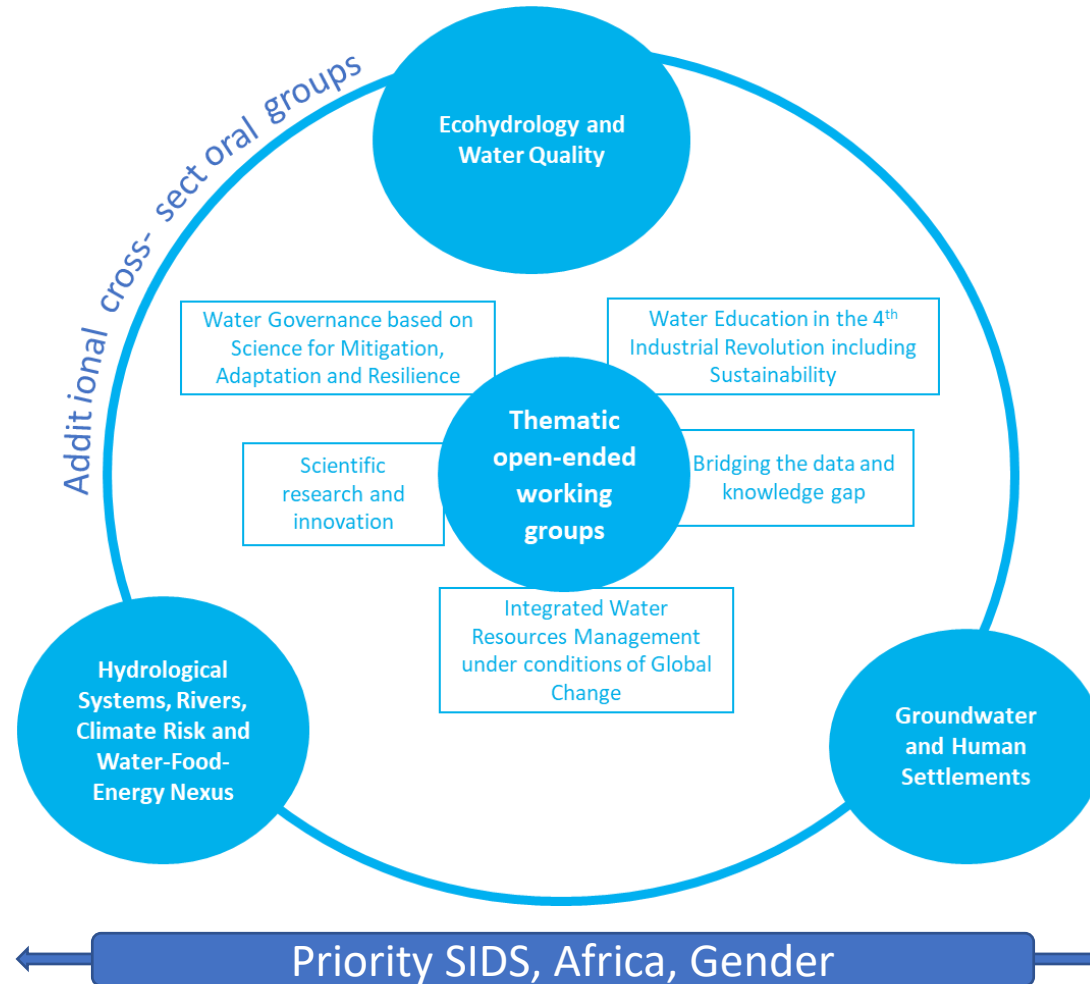 Additional cross- sect oral groups
Ecohydrology and
Water Quality
Water Governance based on
Science for Mitigation,
Adaptation and Resilience
Water Education in the 4th
Industrial Revolution including
Sustainability
Thematic
open-ended
working
groups
Scientific
research and
innovation
Bridging the data and
knowledge gap
Integrated Water
Resources Management
under conditions of Global
Change
Hydrological
Systems, Rivers,
Climate Risk and
Water-Food-
Energy Nexus
Groundwater
and Human
Settlements
Priority SIDS, Africa, Gender